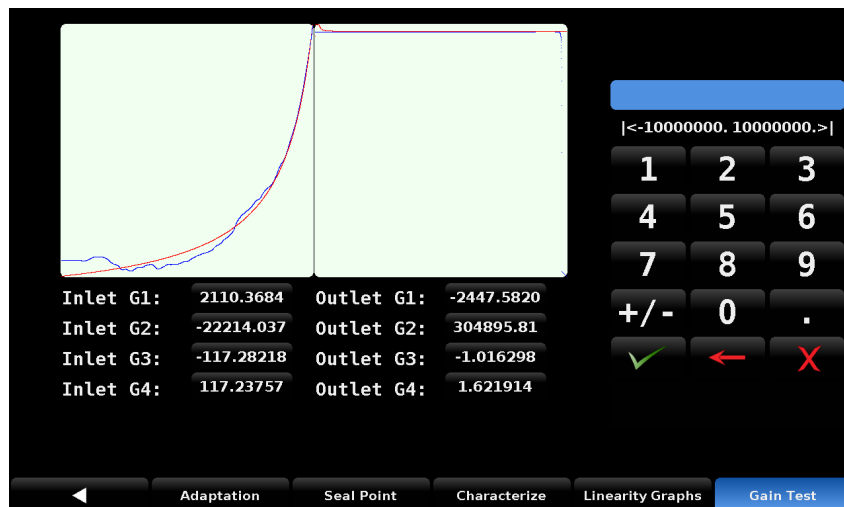 |<-10000000. 10000000.>|
1 2 3
4 5 6
7 8 9
+/- 0 .
X
Inlet G1: 2110.3684 Outlet G1: -2447.5820
Inlet G2: -22214.037 Outlet G2: 304895.81
Inlet G3: -117.28218 Outlet G3: -1.016298
Inlet G4: 117.23757 Outlet G4: 1.621914
Adaptation Seal Point Characterize Linearity Graphs Gain Test